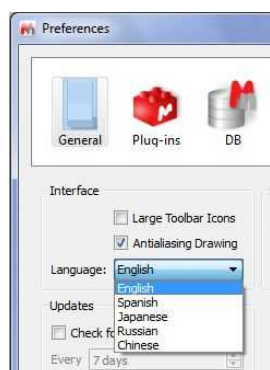 Preferences
General Plug-ins DB
Interface
Large Toolbar Icons
Antialiasing Drawing
Language: English
English
Spanish
Japanese
Russian
Chinese
Updates
Check fo
Every 7 days